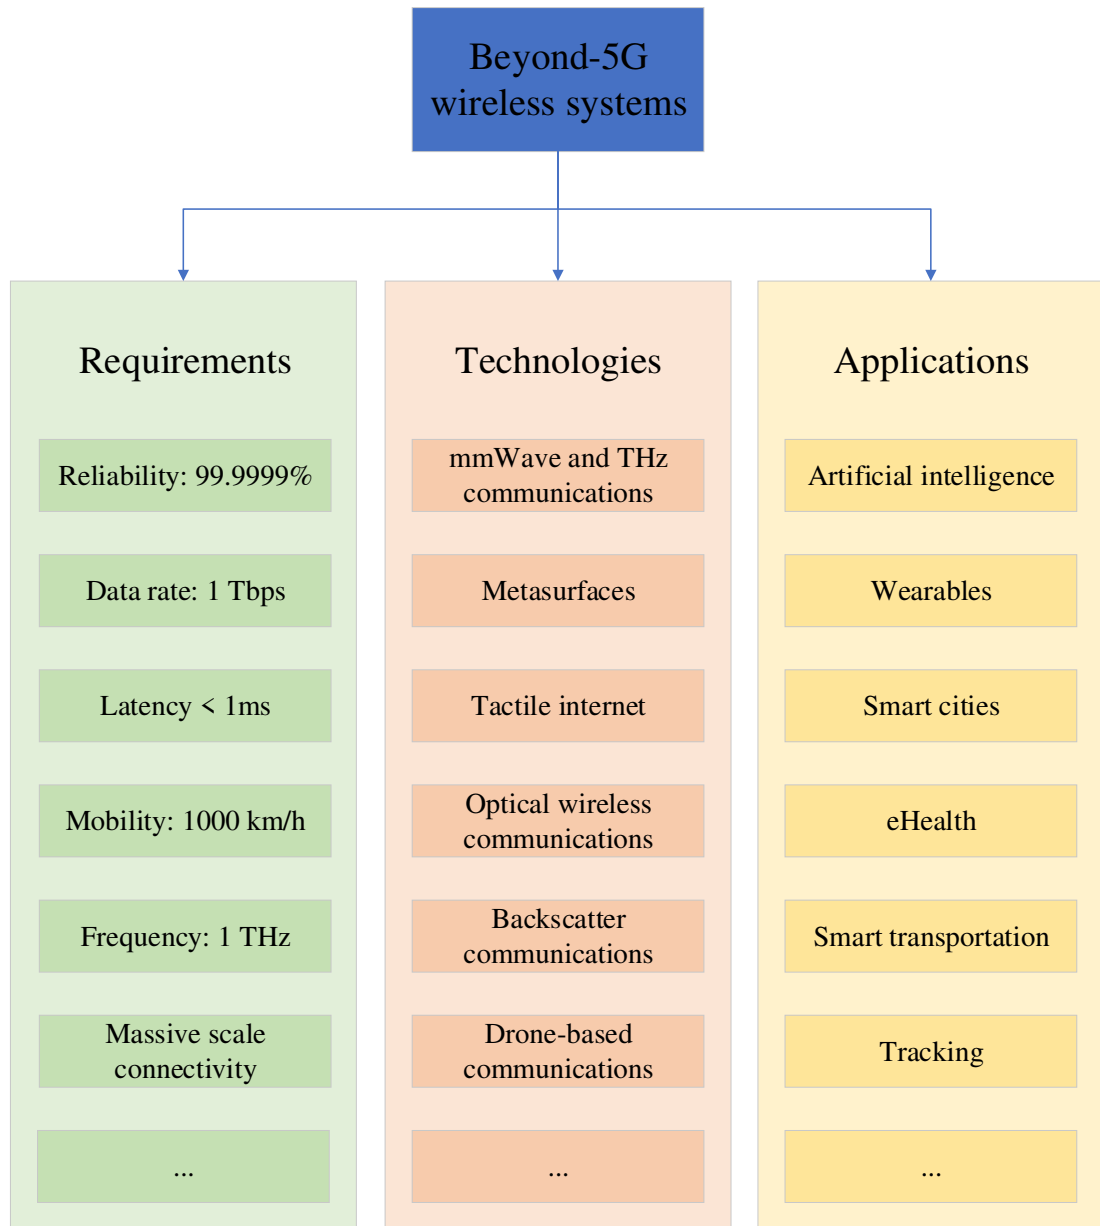 Beyond-5G
wireless systems
Requirements
Reliability: 99.9999%
Data rate: 1 Tbps
Latency < 1ms
Mobility: 1000 km/h
Frequency: 1 THz
Massive scale
connectivity
...
Technologies
mmWave and THz
communications
Metasurfaces
Tactile internet
Optical wireless
communications
Backscatter
communications
Drone-based
communications
...
Applications
Artificial intelligence
Wearables
Smart cities
eHealth
Smart transportation
Tracking
...